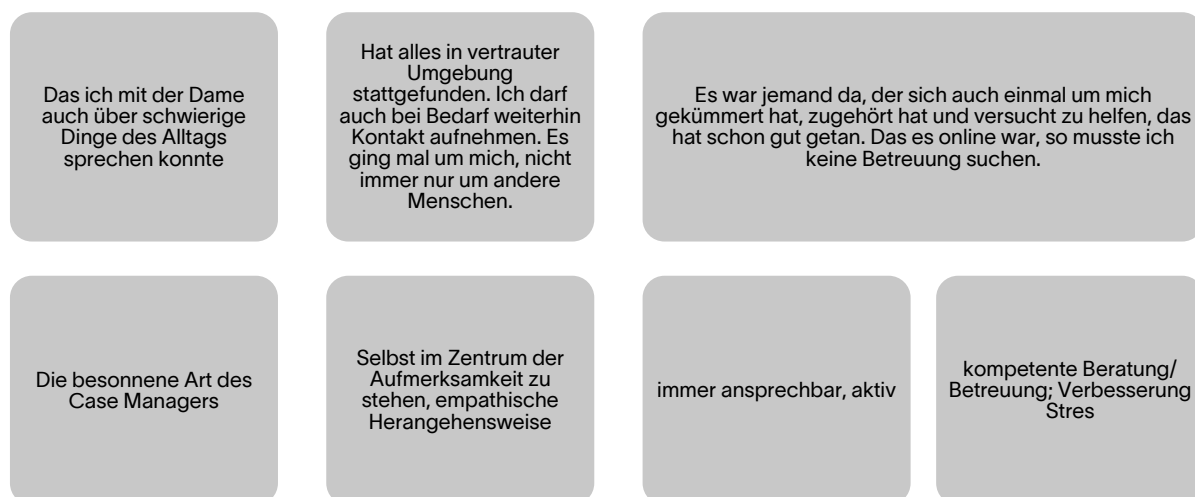 Das ich mit der Dame
auch über schwierige
Dinge des Alltags
sprechen konnte
Hat alles in vertrauter
Umgebung
stattgefunden. Ich darf
auch bei Bedarf weiterhin
Kontakt aufnehmen. Es
ging mal um mich, nicht
immer nur um andere
Menschen.
Es war jemand da, der sich auch einmal um mich
gekümmert hat, zugehört hat und versucht zu helfen, das
hat schon gut getan. Das es online war, so musste ich
keine Betreuung suchen.
Die besonnene Art des
Case Managers
Selbst im Zentrum der
Aufmerksamkeit zu
stehen, empathische
Herangehensweise
immer ansprechbar, aktiv
kompetente Beratung/
Betreuung; Verbesserung
Stres